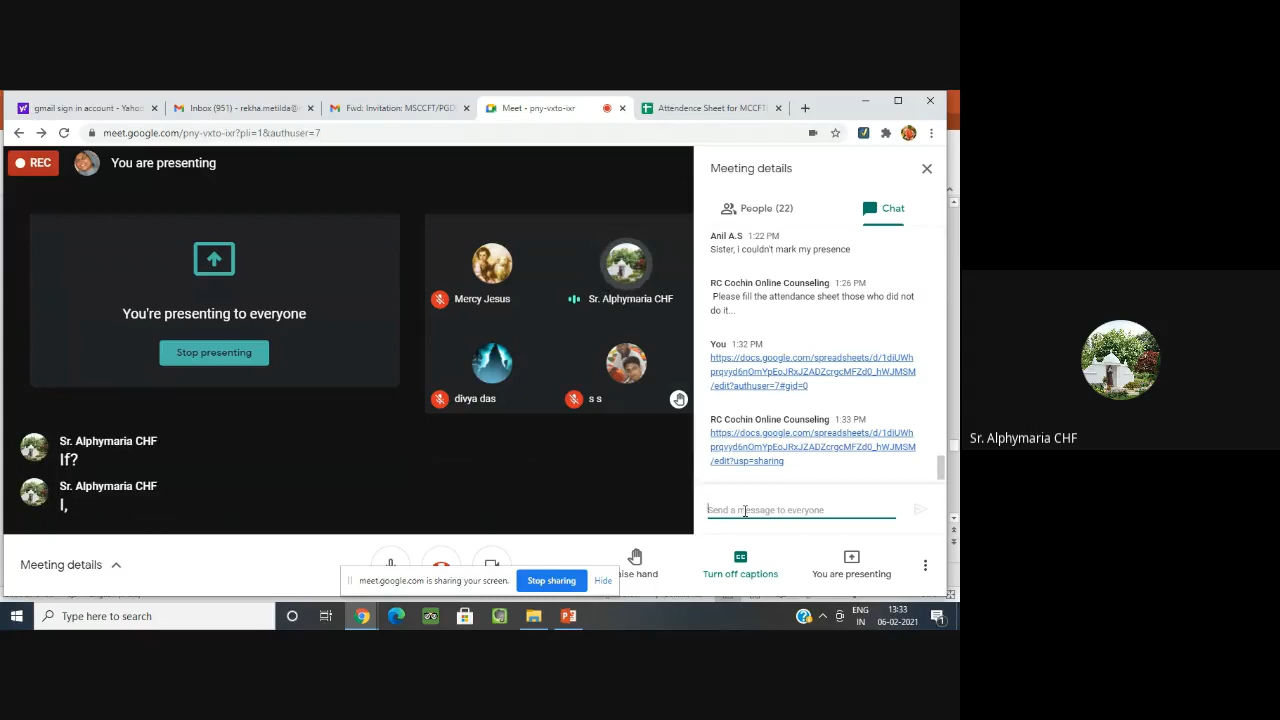 gmail sign in account - Yahoo
Inbox (951) - rekha.metilda@
Fwd: Invitation: MSCCFT/PGD
Meet - pny-vxto-ixr
Attendence Sheet for MCCFT
meet.google.com/pny-vxto-ixr?pli=1&authuser=7
REC
You are presenting
You're presenting to everyone
Stop presenting
Mercy Jesus
Sr. Alphymaria CHF
divya das
s s
Sr. Alphymaria CHF
If?
Sr. Alphymaria CHF
I,
Meeting details
People (22)
Chat
Anil A.S 1:22 PM
Sister, i couldn't mark my presence
RC Cochin Online Counseling 1:26 PM
Please fill the attendance sheet those who did not
do it...
You 1:32 PM
https://docs.google.com/spreadsheets/d/1diUWh
prqvyd6nOmYpEoJRxJZADZcrgcMFZd0_hWJMSM
/edit?authuser=7#gid=0
RC Cochin Online Counseling 1:33 PM
https://docs.google.com/spreadsheets/d/1diUWh
prqvyd6nOmYpEoJRxJZADZcrgcMFZd0_hWJMSM
/edit?usp=sharing
Send a message to everyone
Meeting details
meet.google.com is sharing your screen.
Stop sharing
Hide
aise hand
Turn off captions
You are presenting
Type here to search
ENG
IN
13:33
06-02-2021
1
Sr. Alphymaria CHF